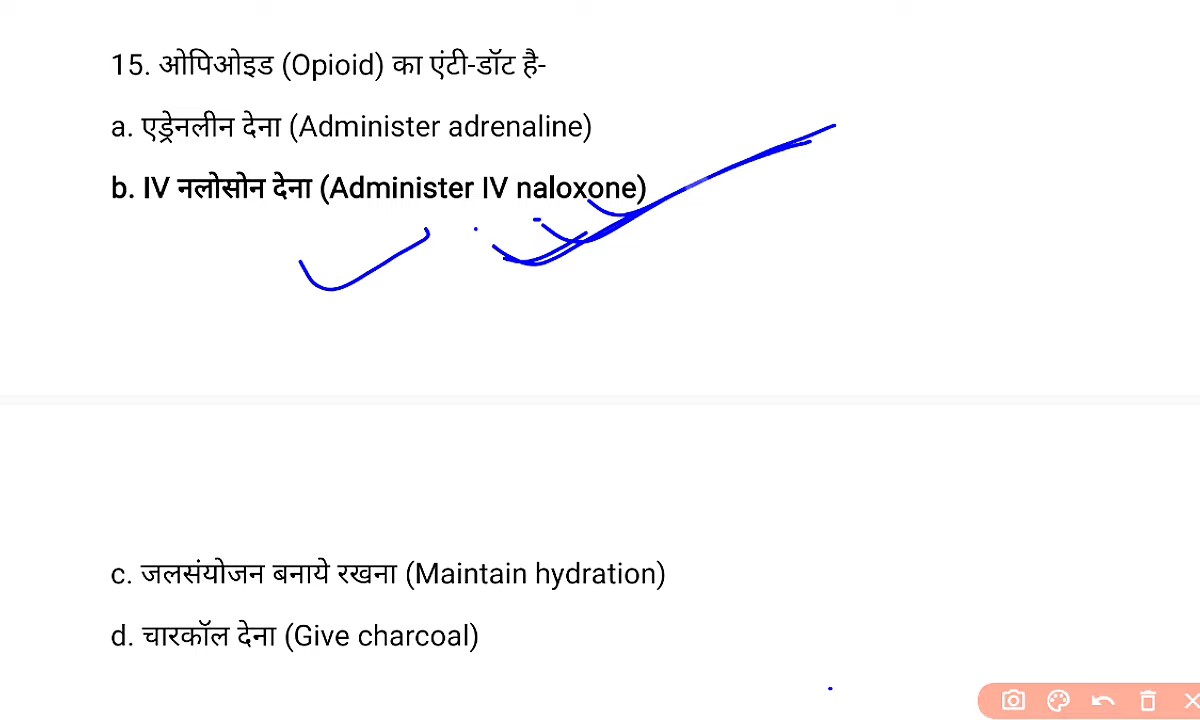 15. ओपिओइड (Opioid) का एंटी-डॉट है-
a. एड्रेनलीन देना (Administer adrenaline)
b. IV नलोसोन देना (Administer IV naloxone)
c. जलसंयोजन बनाये रखना (Maintain hydration)
d. चारकॉल देना (Give charcoal)